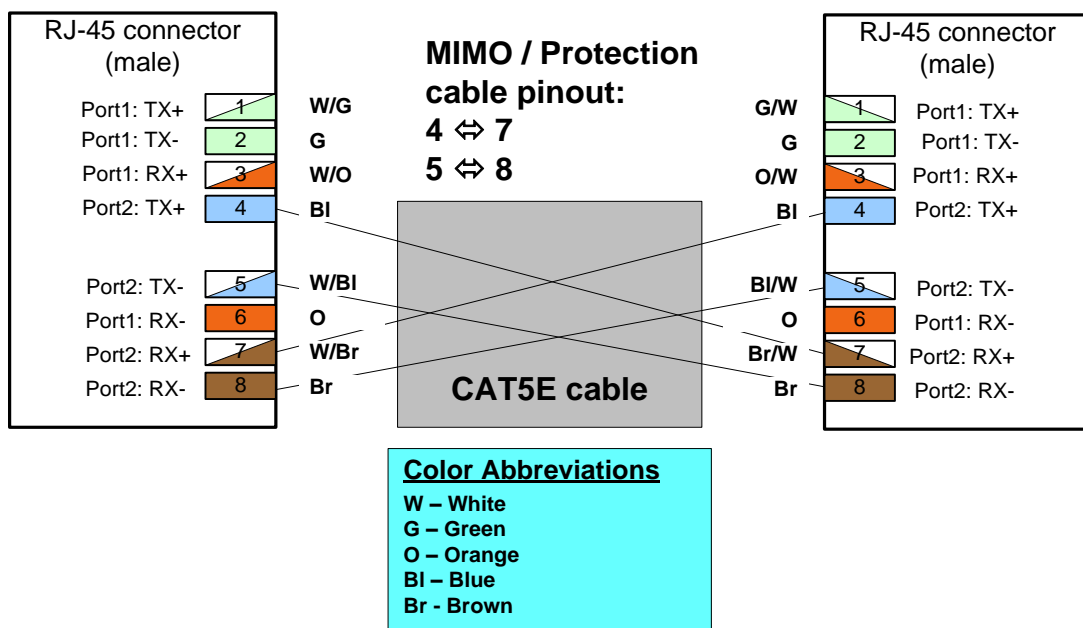 RJ-45 connector
(male)
Port1: TX+ 1 W/G
Port1: TX- 2 G
Port1: RX+ 3 W/O
Port2: TX+ 4 Bl
Port2: TX- 5 W/Bl
Port1: RX- 6 O
Port2: RX+ 7 W/Br
Port2: RX- 8 Br
MIMO / Protection
cable pinout:
4 ⇔ 7
5 ⇔ 8
CAT5E cable
RJ-45 connector
(male)
G/W 1 Port1: TX+
G 2 Port1: TX-
O/W 3 Port1: RX+
Bl 4 Port2: TX+
Bl/W 5 Port2: TX-
O 6 Port1: RX-
Br/W 7 Port2: RX+
Br 8 Port2: RX-
Color Abbreviations
W – White
G – Green
O – Orange
Bl – Blue
Br - Brown